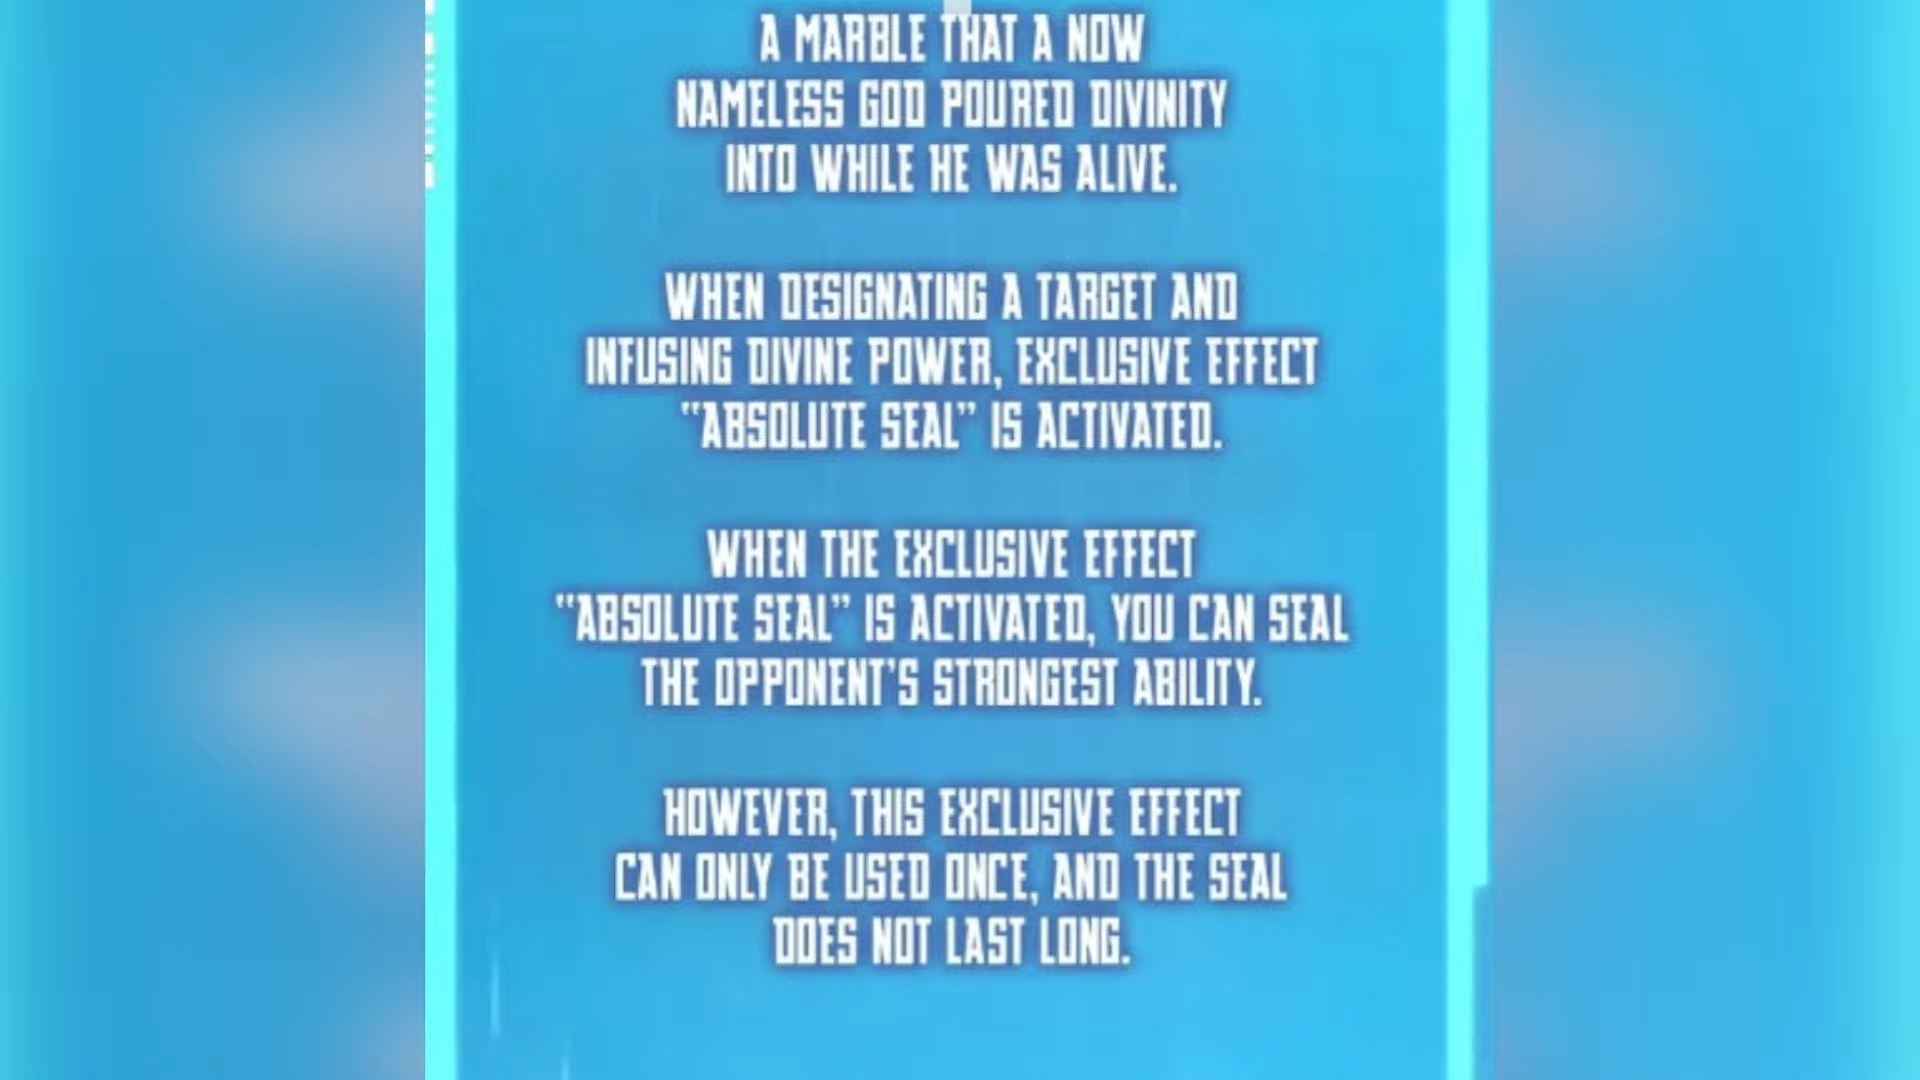 A MARBLE THAT A NOW
NAMELESS GOD POURED DIVINITY
INTO WHILE HE WAS ALIVE.
WHEN DESIGNATING A TARGET AND
INFUSING DIVINE POWER, EXCLUSIVE EFFECT
“ABSOLUTE SEAL” IS ACTIVATED.
WHEN THE EXCLUSIVE EFFECT
“ABSOLUTE SEAL” IS ACTIVATED, YOU CAN SEAL
THE OPPONENT’S STRONGEST ABILITY.
HOWEVER, THIS EXCLUSIVE EFFECT
CAN ONLY BE USED ONCE, AND THE SEAL
DOES NOT LAST LONG.